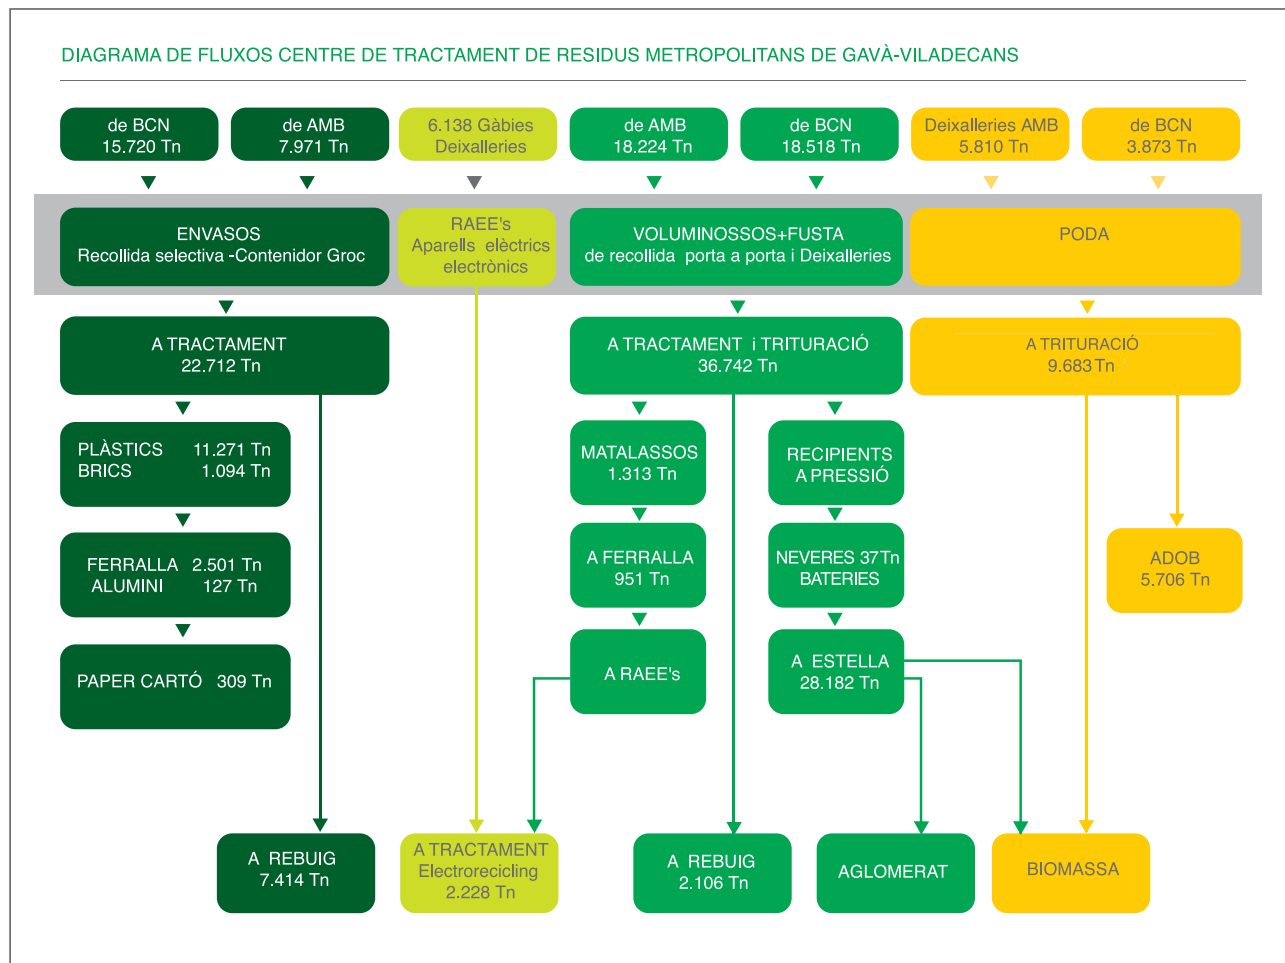 DIAGRAMA DE FLUXOS CENTRE DE TRACTAMENT DE RESIDUS METROPOLITANS DE GAVÀ-VILADECANS
de BCN
15.720 Tn
de AMB
7.971 Tn
6.138 Gàbies
Deixalleries
de AMB
18.224 Tn
de BCN
18.518 Tn
Deixalleries AMB
5.810 Tn
de BCN
3.873 Tn
ENVASOS
Recollida selectiva -Contenidor Groc
RAEE's
Aparells elèctrics
electrònics
VOLUMINOSSOS+FUSTA
de recollida porta a porta i Deixalleries
PODA
A TRACTAMENT
22.712 Tn
A TRACTAMENT i TRITURACIÓ
36.742 Tn
A TRITURACIÓ
9.683 Tn
PLÀSTICS 11.271 Tn
BRICS 1.094 Tn
MATALASSOS
1.313 Tn
RECIPIENTS
A PRESSIÓ
FERRALLA 2.501 Tn
ALUMINI 127 Tn
A FERRALLA
951 Tn
NEVERES 37 Tn
BATERIES
ADOB
5.706 Tn
PAPER CARTÓ 309 Tn
A RAEE's
A ESTELLA
28.182 Tn
A REBUIG
7.414 Tn
A TRACTAMENT
Electrorecicling
2.228 Tn
A REBUIG
2.106 Tn
AGLOMERAT
BIOMASSA